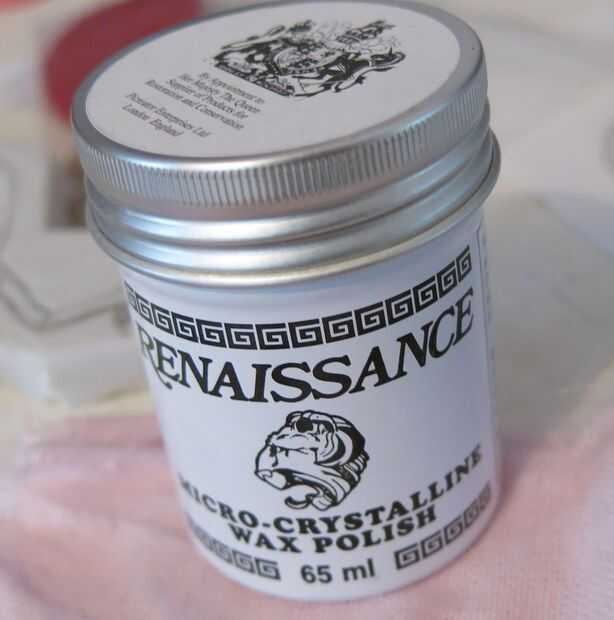 By Appointment to
Her Majesty The Queen
Supplier of Products for
Restoration and Conservation
Picreator Enterprises Ltd
London, England
RENAISSANCE
MICRO-CRYSTALLINE
WAX POLISH
65 ml